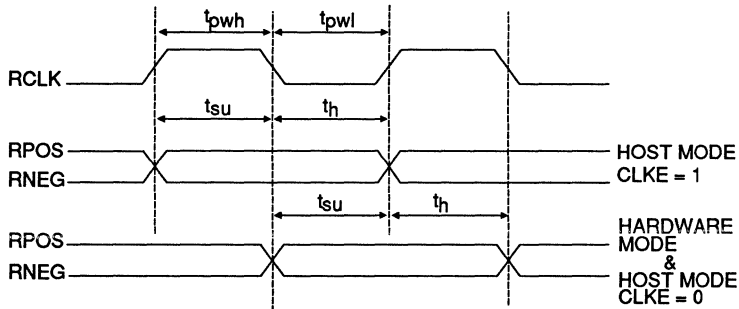 tpwh tpwl
RCLK
tsu th
RPOS
RNEG
HOST MODE
CLKE = 1
tsu th
RPOS
RNEG
HARDWARE
MODE
&
HOST MODE
CLKE = 0